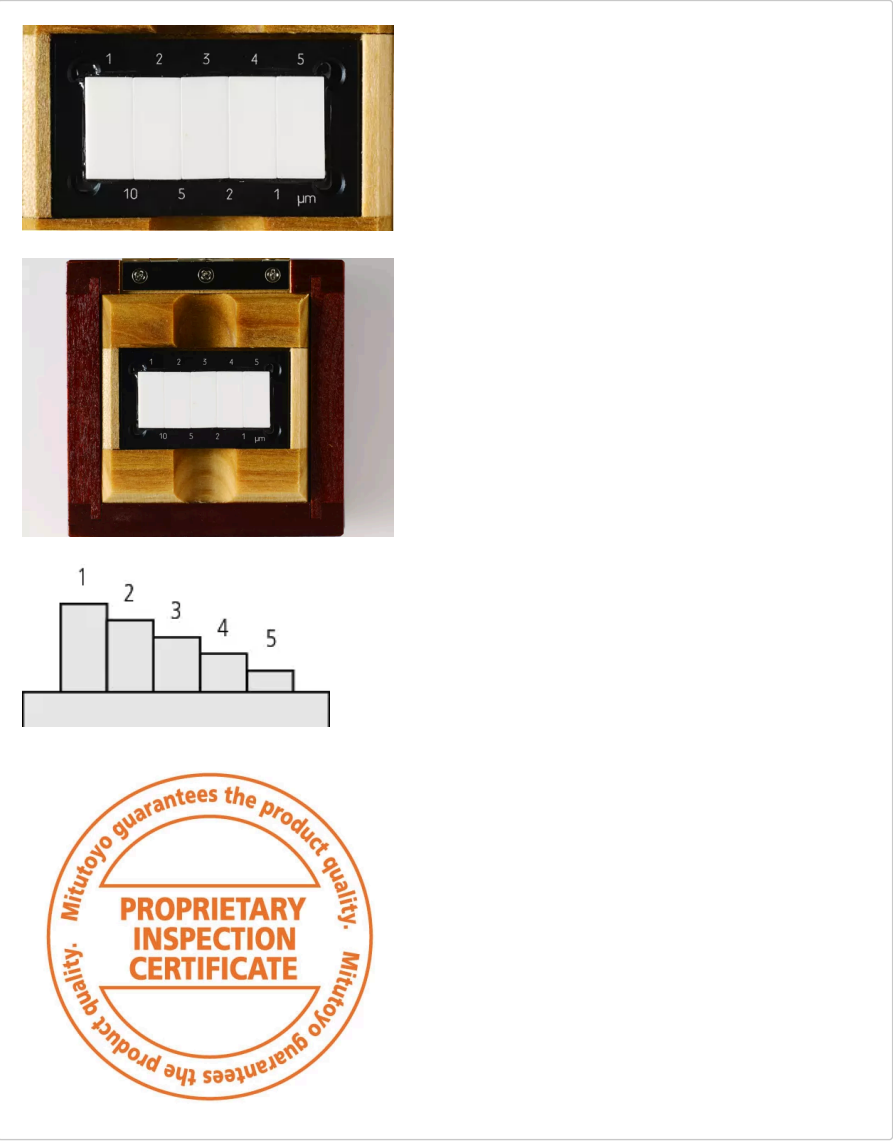 1 2 3 4 5
10 5 2 1 µm
1 2 3 4 5
10 5 2 1 µm
1
2
3
4
5
Mitutoyo guarantees the product quality.
PROPRIETARY
INSPECTION
CERTIFICATE
Mitutoyo guarantees the product quality.